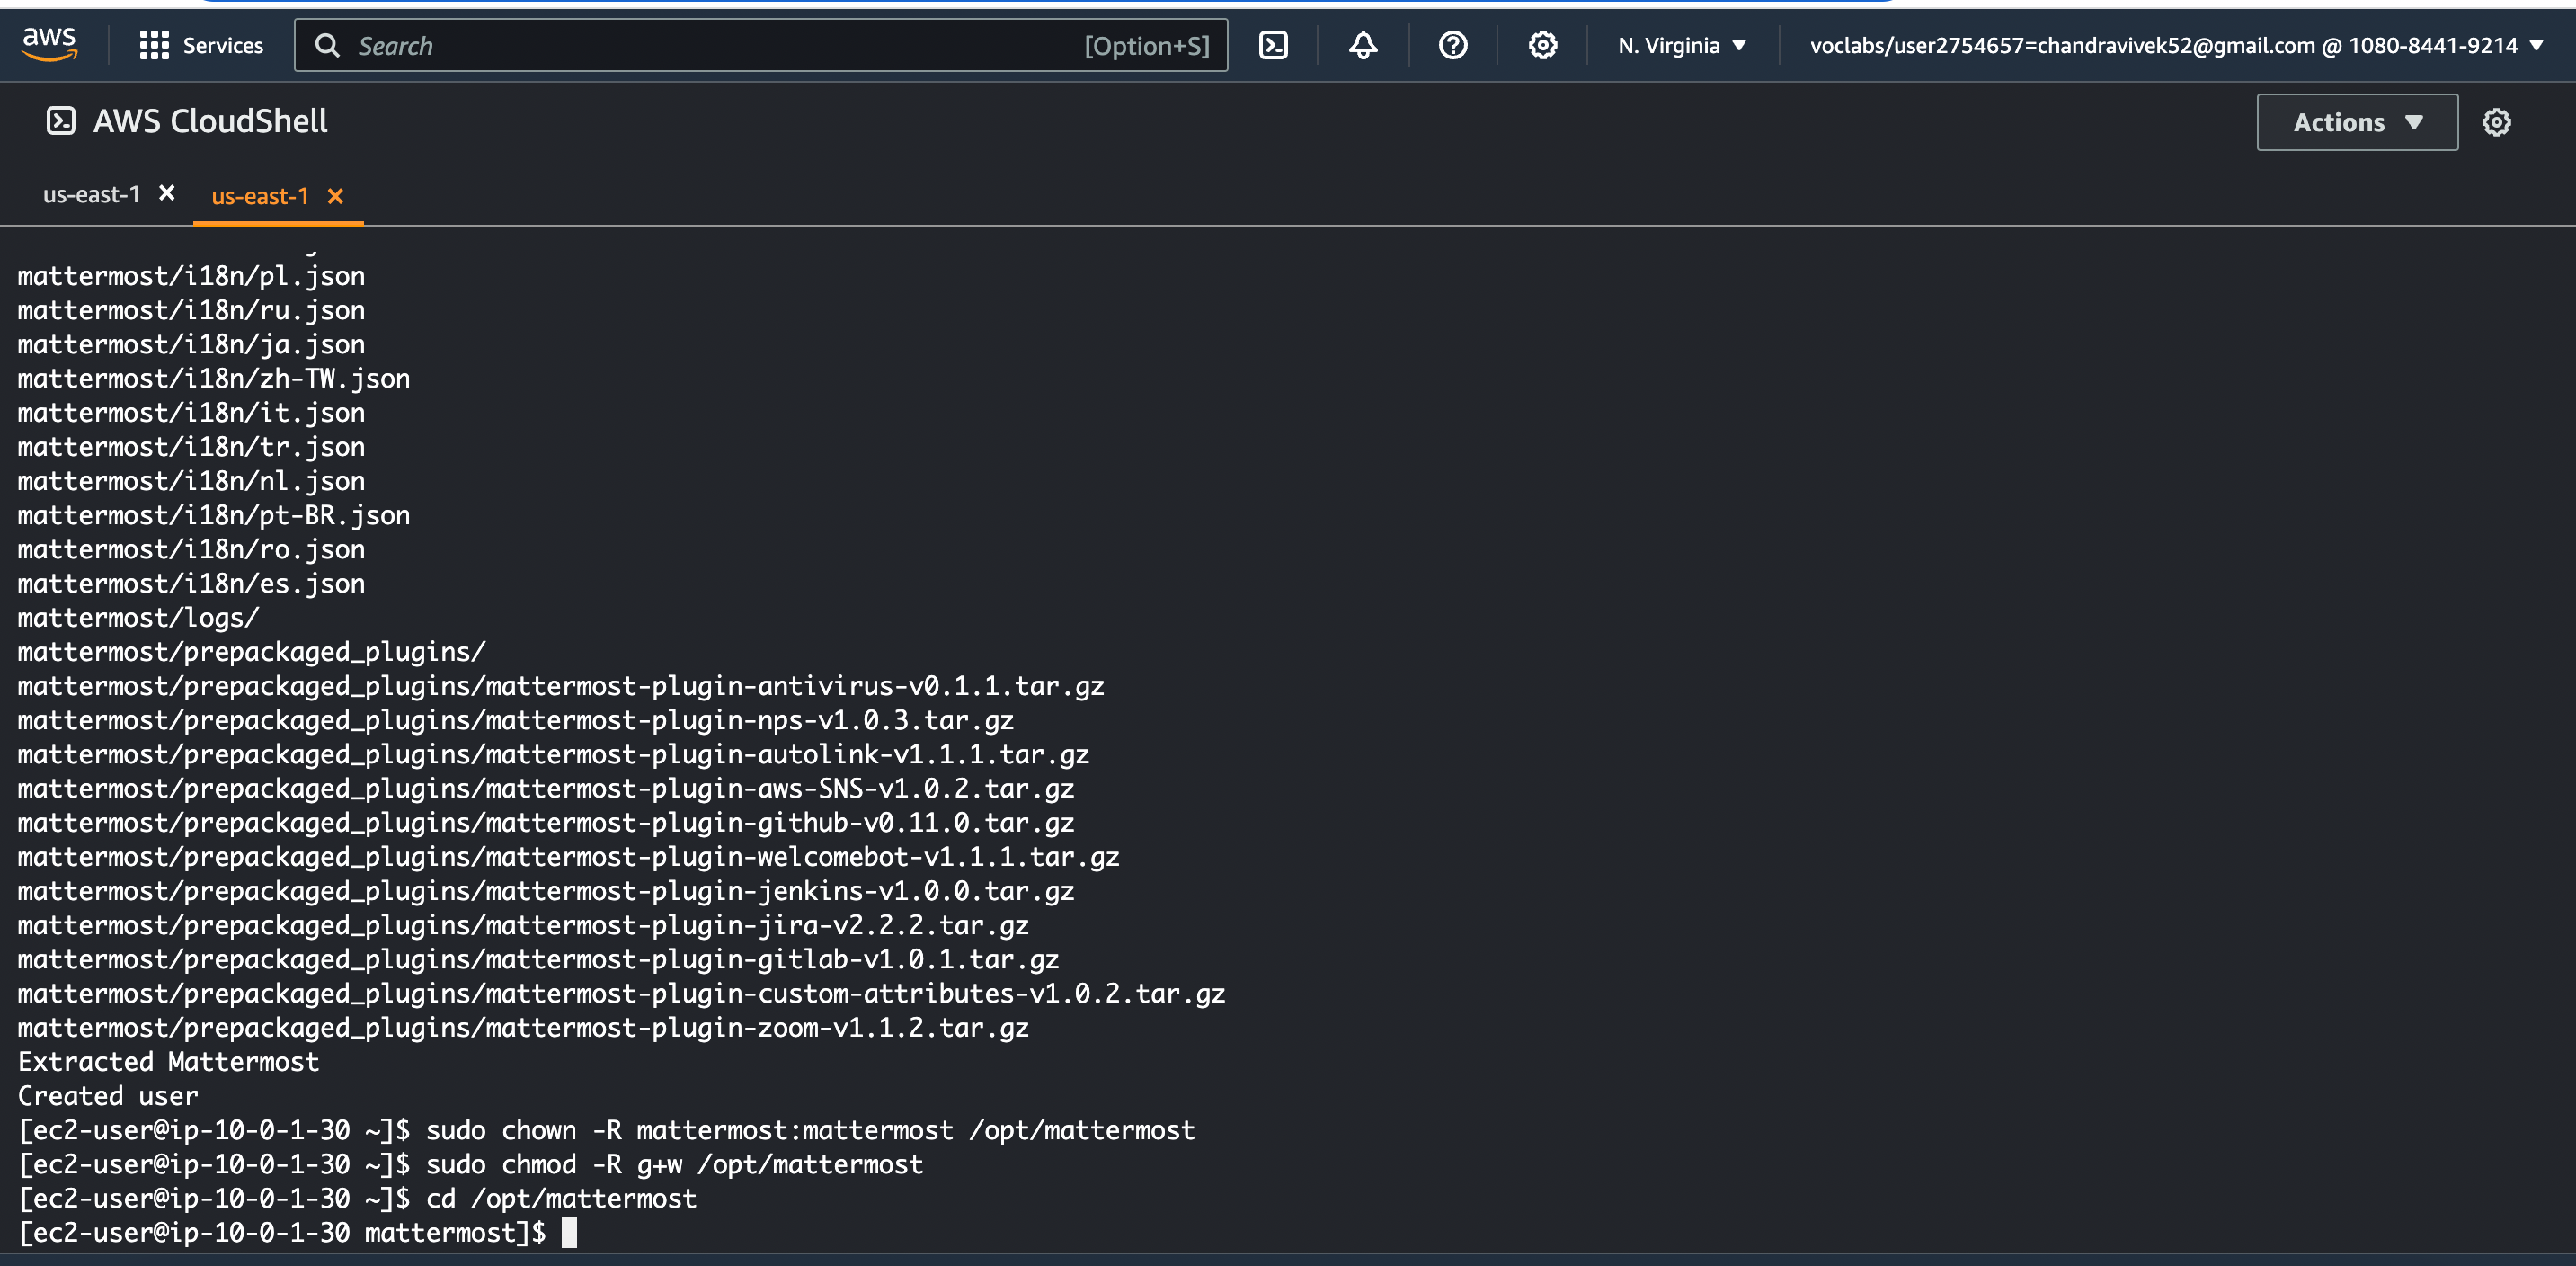 aws
Services
Search
[Option+S]
N. Virginia
voclabs/user2754657=chandravivek52@gmail.com @ 1080-8441-9214
AWS CloudShell
Actions
us-east-1
us-east-1
mattermost/i18n/pl.json
mattermost/i18n/ru.json
mattermost/i18n/ja.json
mattermost/i18n/zh-TW.json
mattermost/i18n/it.json
mattermost/i18n/tr.json
mattermost/i18n/nl.json
mattermost/i18n/pt-BR.json
mattermost/i18n/ro.json
mattermost/i18n/es.json
mattermost/logs/
mattermost/prepackaged_plugins/
mattermost/prepackaged_plugins/mattermost-plugin-antivirus-v0.1.1.tar.gz
mattermost/prepackaged_plugins/mattermost-plugin-nps-v1.0.3.tar.gz
mattermost/prepackaged_plugins/mattermost-plugin-autolink-v1.1.1.tar.gz
mattermost/prepackaged_plugins/mattermost-plugin-aws-SNS-v1.0.2.tar.gz
mattermost/prepackaged_plugins/mattermost-plugin-github-v0.11.0.tar.gz
mattermost/prepackaged_plugins/mattermost-plugin-welcomebot-v1.1.1.tar.gz
mattermost/prepackaged_plugins/mattermost-plugin-jenkins-v1.0.0.tar.gz
mattermost/prepackaged_plugins/mattermost-plugin-jira-v2.2.2.tar.gz
mattermost/prepackaged_plugins/mattermost-plugin-gitlab-v1.0.1.tar.gz
mattermost/prepackaged_plugins/mattermost-plugin-custom-attributes-v1.0.2.tar.gz
mattermost/prepackaged_plugins/mattermost-plugin-zoom-v1.1.2.tar.gz
Extracted Mattermost
Created user
[ec2-user@ip-10-0-1-30 ~]$ sudo chown -R mattermost:mattermost /opt/mattermost
[ec2-user@ip-10-0-1-30 ~]$ sudo chmod -R g+w /opt/mattermost
[ec2-user@ip-10-0-1-30 ~]$ cd /opt/mattermost
[ec2-user@ip-10-0-1-30 mattermost]$